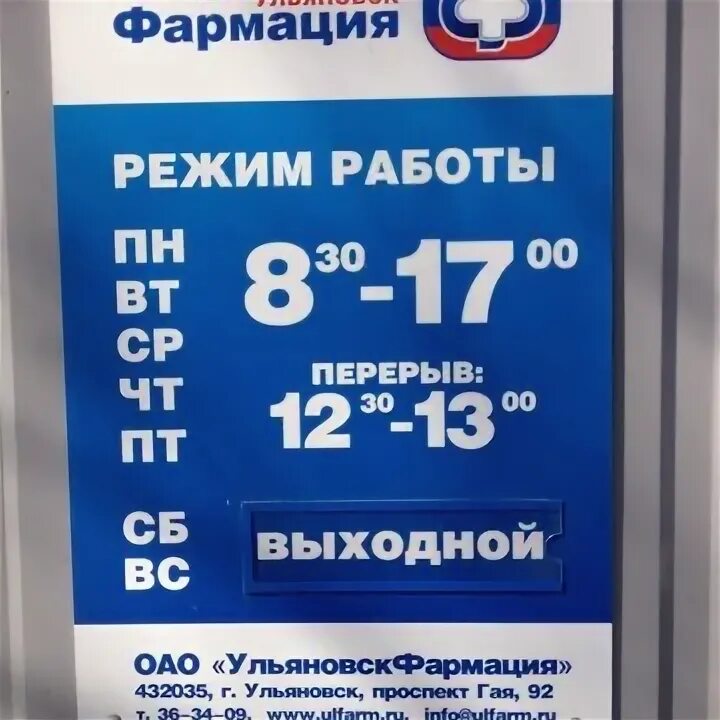 УЛЬЯНОВСК
Фармация
РЕЖИМ РАБОТЫ
ПН
ВТ
СР
ЧТ
ПТ
8 30 - 17 00
ПЕРЕРЫВ:
12 30 - 13 00
СБ
ВС
ВЫХОДНОЙ
ОАО «УльяновскФармация»
432035, г. Ульяновск, проспект Гая, 92
т. 36-34-09, www.ulfarm.ru, info@ulfarm.ru